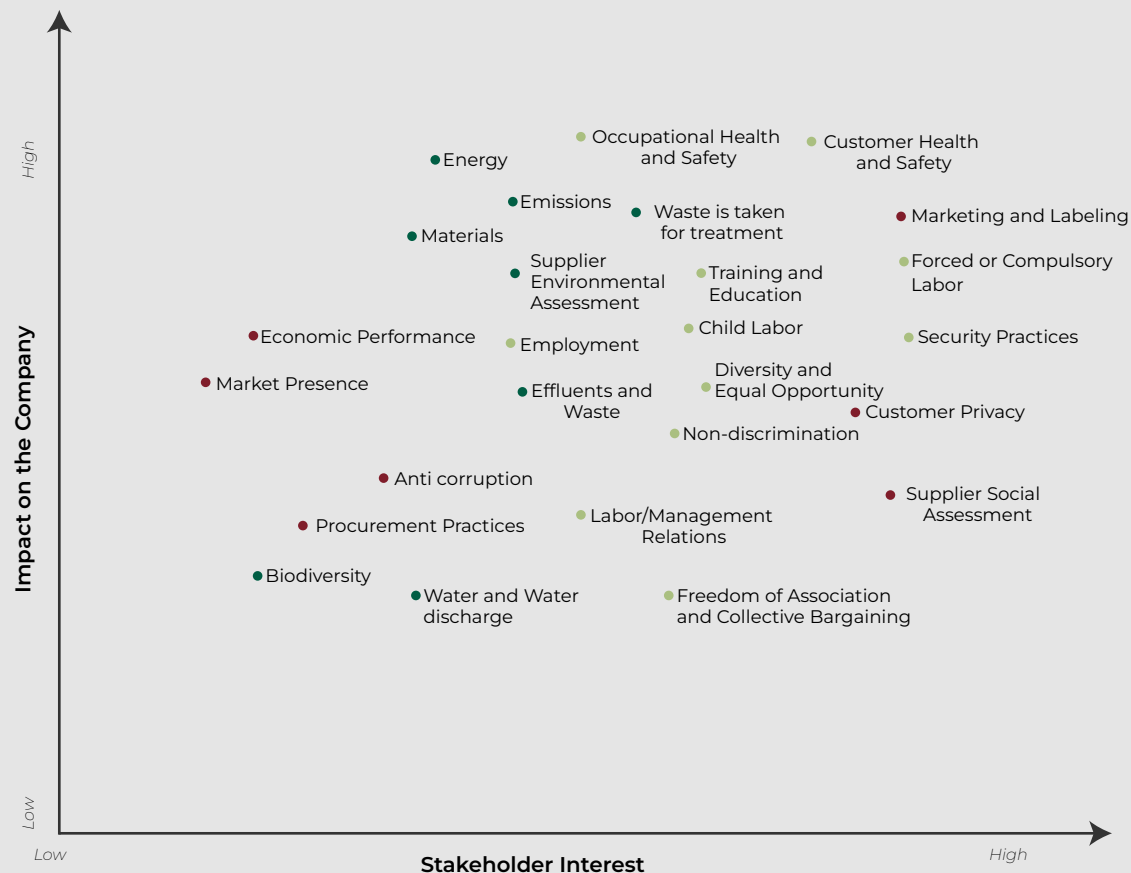 High
Occupational Health
and Safety
Customer Health
and Safety
Energy
Emissions
Waste is taken
for treatment
Marketing and Labeling
Materials
Supplier
Environmental
Assessment
Training and
Education
Forced or Compulsory
Labor
Child Labor
Economic Performance
Employment
Security Practices
Market Presence
Effluents and
Waste
Diversity and
Equal Opportunity
Customer Privacy
Non-discrimination
Impact on the Company
Anti corruption
Supplier Social
Assessment
Procurement Practices
Labor/Management
Relations
Biodiversity
Water and Water
discharge
Freedom of Association
and Collective Bargaining
Low
Low
Stakeholder Interest
High